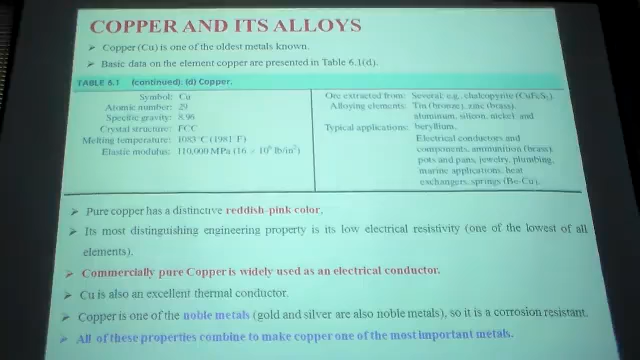 COPPER AND ITS ALLOYS
➤ Copper (Cu) is one of the oldest metals known.
➤ Basic data on the element copper are presented in Table 6.1(d).
TABLE 6.1 (continued): (d) Copper.
Symbol: Cu
Atomic number: 29
Specific gravity: 8.96
Crystal structure: FCC
Melting temperature: 1083°C (1981°F)
Elastic modulus: 110,000 MPa (16 × 10⁶ lb/in²)
Ore extracted from: Several: e.g., chalcopyrite (CuFeS₂).
Alloying elements: Tin (bronze), zinc (brass),
aluminum, silicon, nickel, and
beryllium.
Typical applications:
Electrical conductors and
components, ammunition (brass),
pots and pans, jewelry, plumbing,
marine applications, heat
exchangers, springs (Be-Cu).
➤ Pure copper has a distinctive reddish-pink color,
➤ Its most distinguishing engineering property is its low electrical resistivity (one of the lowest of all
elements).
➤ Commercially pure Copper is widely used as an electrical conductor.
➤ Cu is also an excellent thermal conductor.
➤ Copper is one of the noble metals (gold and silver are also noble metals), so it is a corrosion resistant.
➤ All of these properties combine to make copper one of the most important metals.